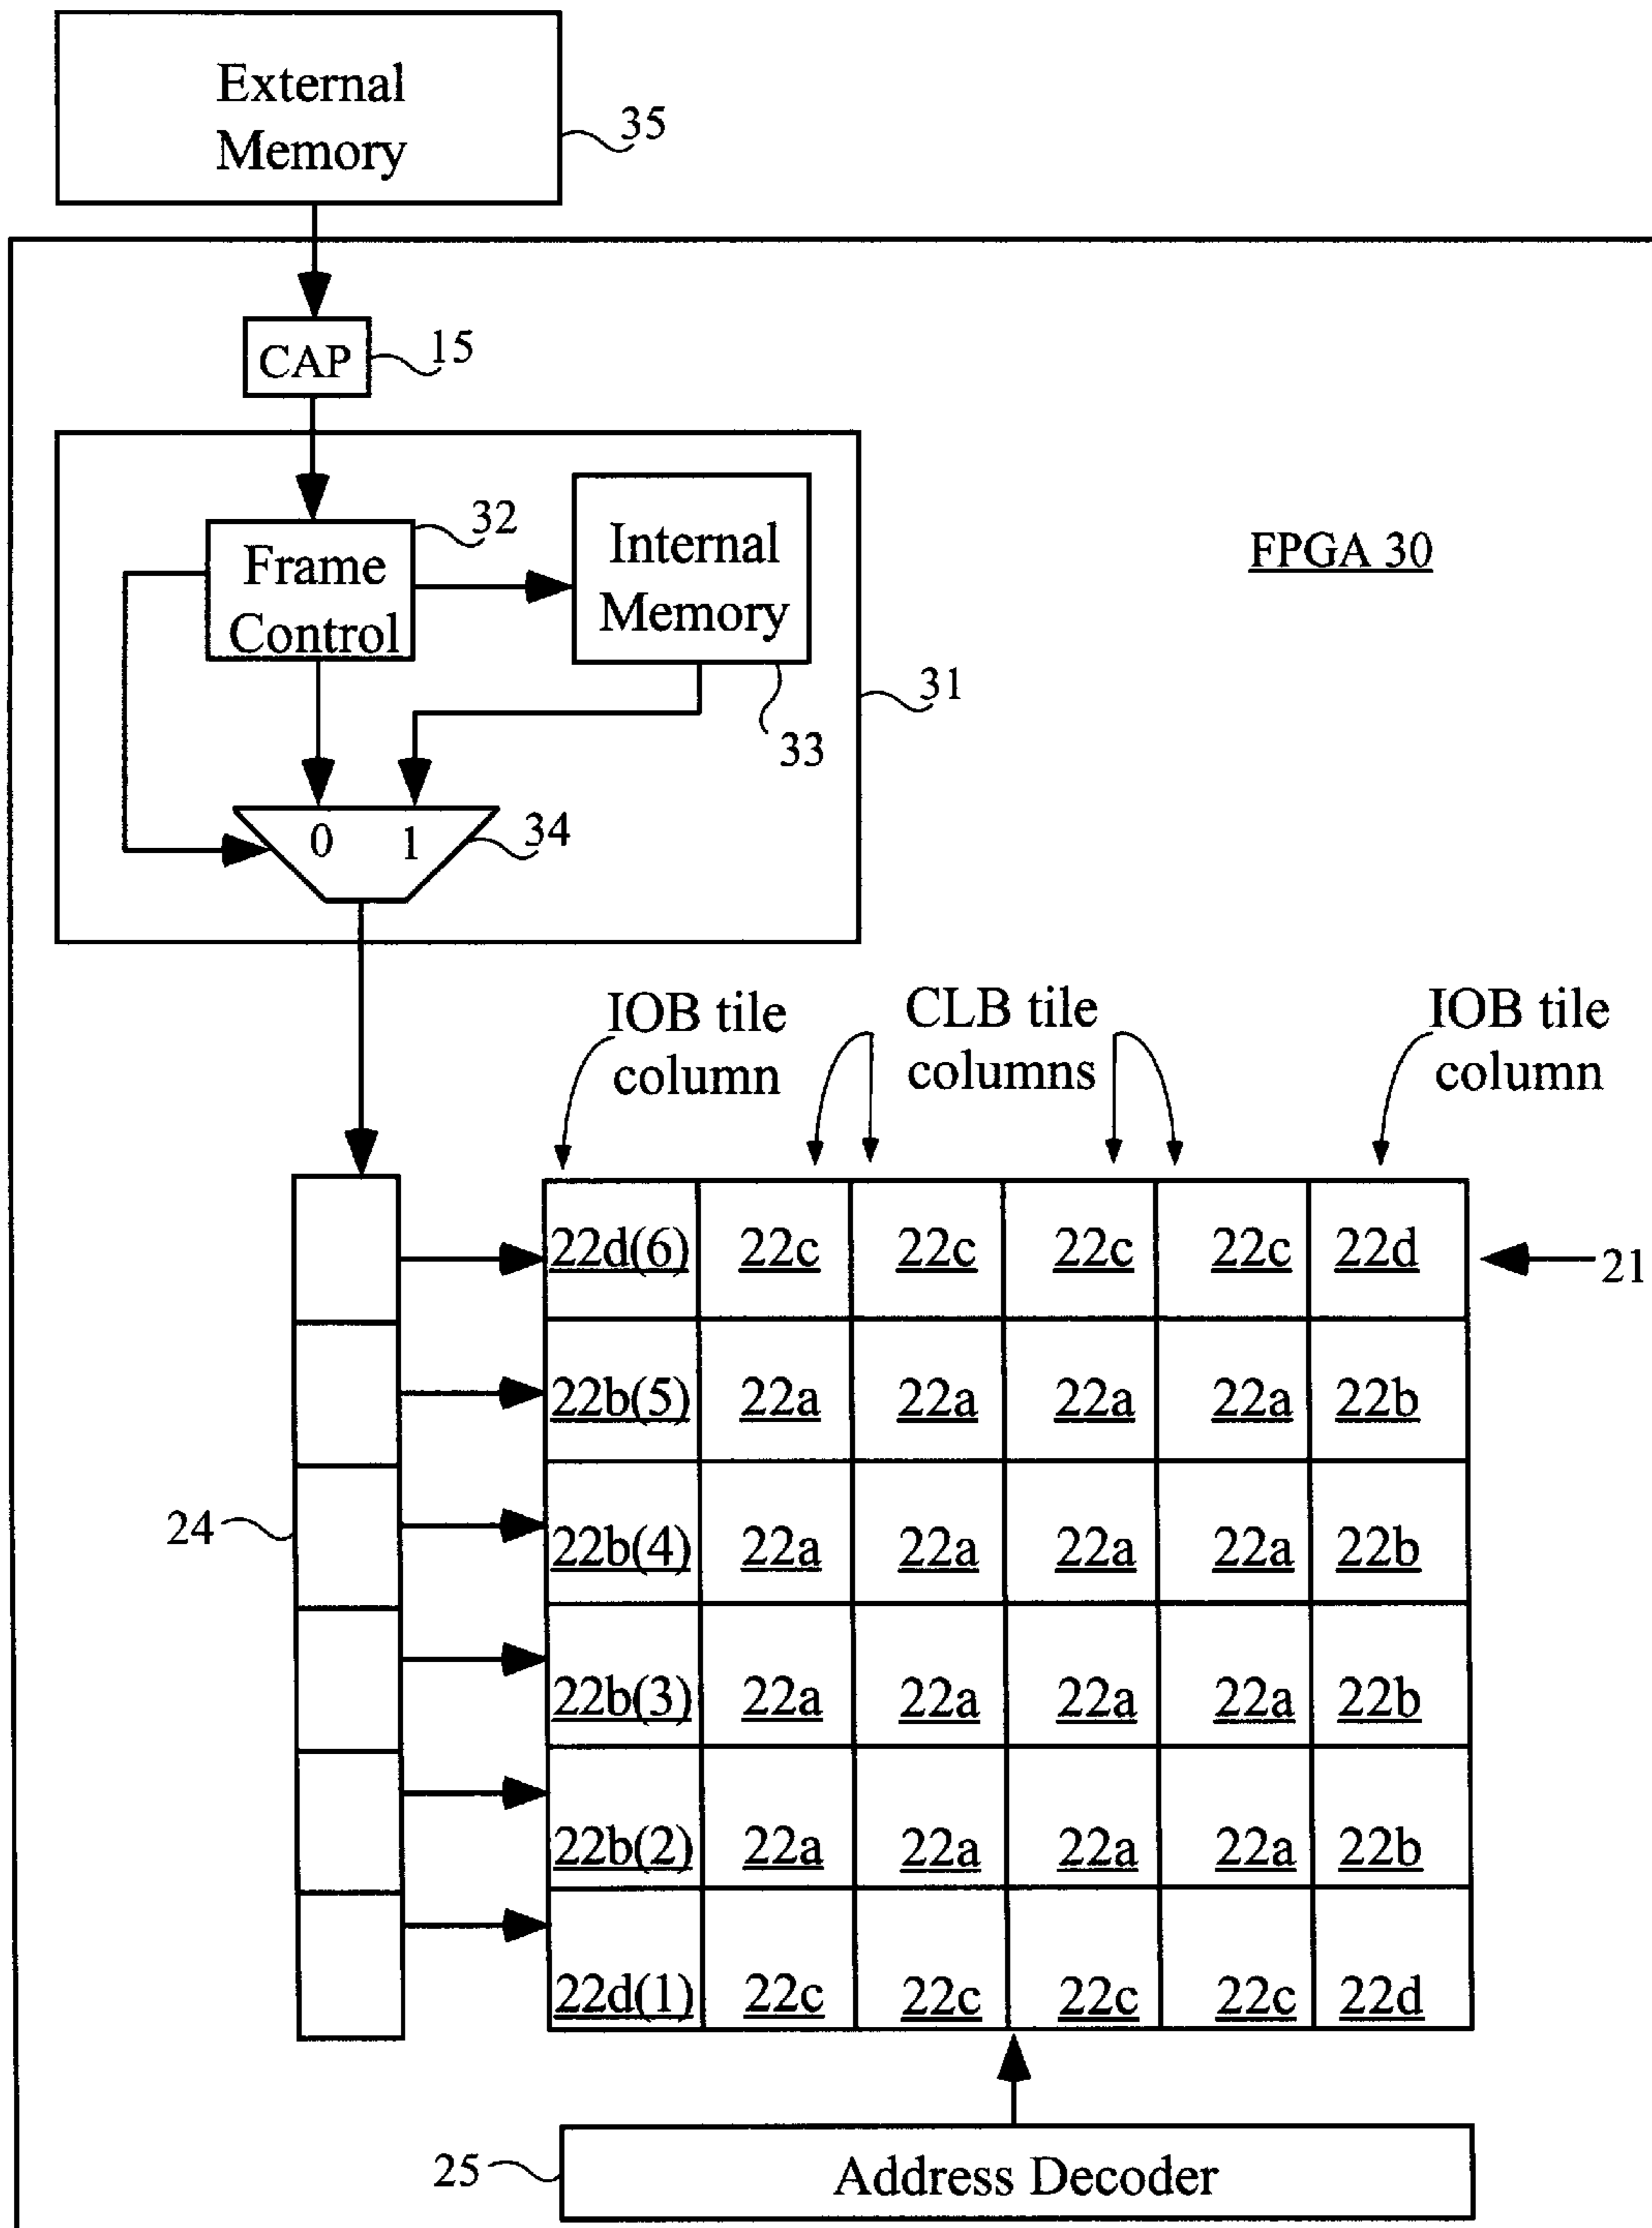 External
Memory
35
CAP
15
32
Frame
Control
Internal
Memory
FPGA 30
31
33
0 1
34
IOB tile
column
CLB tile
columns
IOB tile
column
22d(6) 22c 22c 22c 22c 22d
21
22b(5) 22a 22a 22a 22a 22b
24
22b(4) 22a 22a 22a 22a 22b
22b(3) 22a 22a 22a 22a 22b
22b(2) 22a 22a 22a 22a 22b
22d(1) 22c 22c 22c 22c 22d
25
Address Decoder